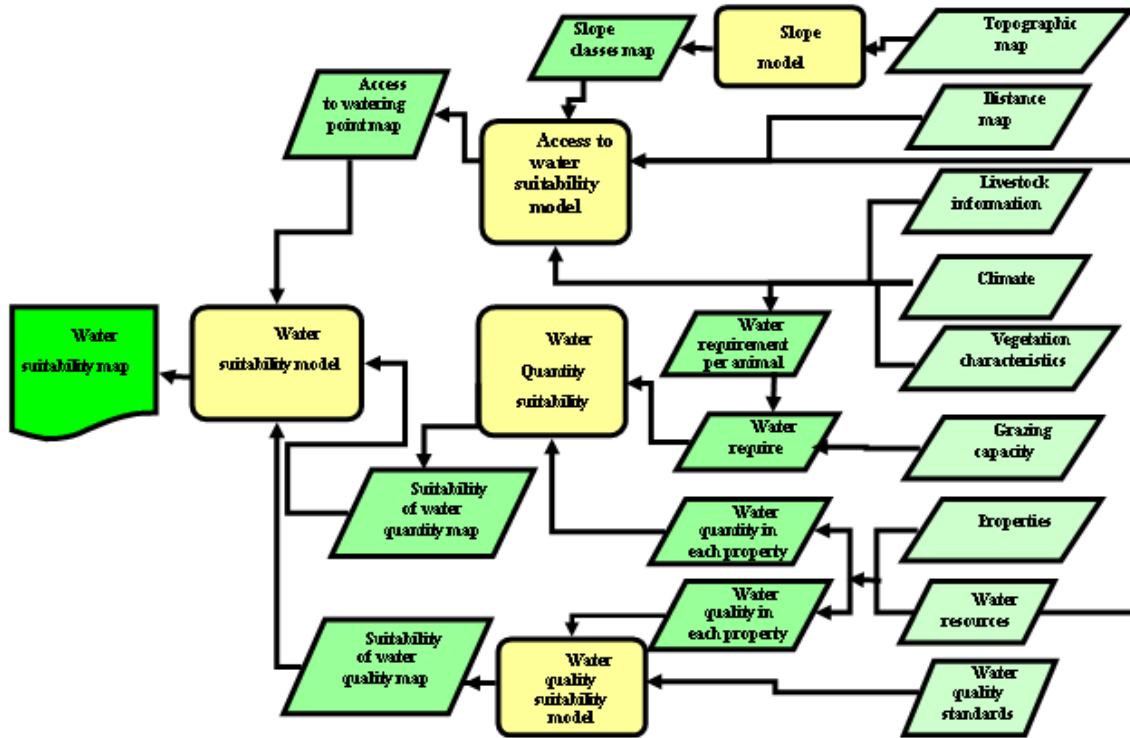 Slope
classes map
Slope
model
Topographic
map
Access
to watering
point map
Distance
map
Access to
water
suitability
model
Livestock
information
Climate
Water
suitability map
Water
suitability model
Water
Quantity
suitability
Water
requirement
per animal
Vegetation
characteristics
Water
require
Grazing
capacity
Suitability
of water
quantity map
Water
quantity in
each property
Properties
Water
quality in
each property
Water
resources
Suitability
of water
quality map
Water
quality
suitability
model
Water
quality
standards